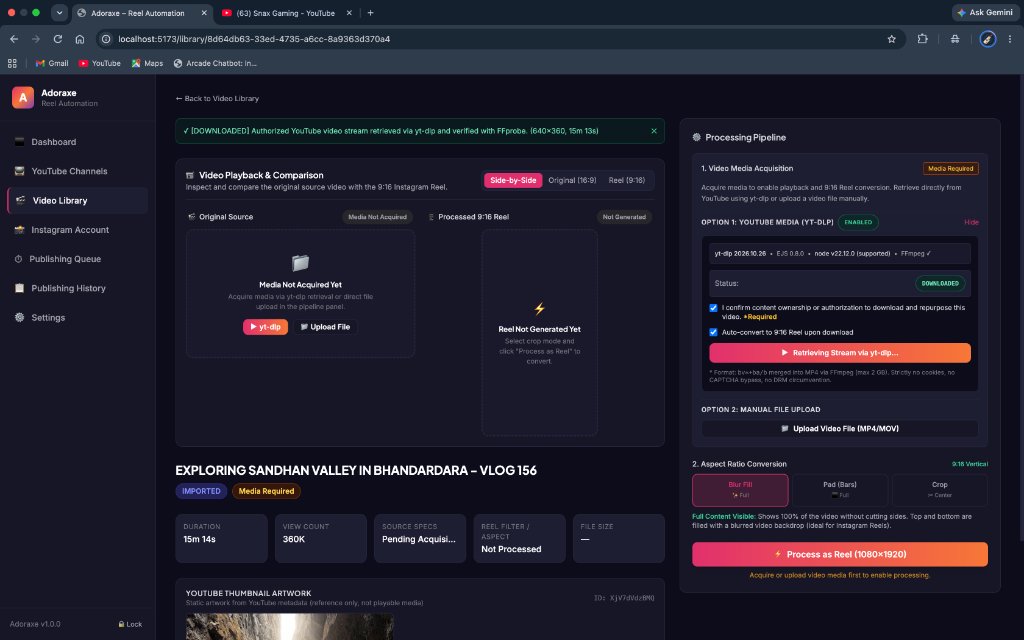 Adoraxe – Reel Automation
(63) Snax Gaming - YouTube
Ask Gemini
localhost:5173/library/8d64db63-33ed-4735-a6cc-8a9363d370a4
Gmail
YouTube
Maps
Arcade Chatbot: In...
A
Adoraxe
Reel Automation
Dashboard
YouTube Channels
Video Library
Instagram Account
Publishing Queue
Publishing History
Settings
Adoraxe v1.0.0
Lock
← Back to Video Library
✓ [DOWNLOADED] Authorized YouTube video stream retrieved via yt-dlp and verified with FFprobe. (640×360, 15m 13s)
Video Playback & Comparison
Inspect and compare the original source video with the 9:16 Instagram Reel.
Side-by-Side
Original (16:9)
Reel (9:16)
Original Source
Media Not Acquired
Processed 9:16 Reel
Not Generated
Media Not Acquired Yet
Acquire media via yt-dlp retrieval or direct file
upload in the pipeline panel.
▶ yt-dlp
Upload File
Reel Not Generated Yet
Select crop mode and
click "Process as Reel" to
convert.
EXPLORING SANDHAN VALLEY IN BHANDARDARA – VLOG 156
IMPORTED
Media Required
DURATION
15m 14s
VIEW COUNT
360K
SOURCE SPECS
Pending Acquisi...
REEL FILTER /
ASPECT
Not Processed
FILE SIZE
—
YOUTUBE THUMBNAIL ARTWORK
Static artwork from YouTube metadata (reference only, not playable media)
ID: XjV7dVdzBMQ
Processing Pipeline
1. Video Media Acquisition
Media Required
Acquire media to enable playback and 9:16 Reel conversion. Retrieve directly from
YouTube using yt-dlp or upload a video file manually.
OPTION 1: YOUTUBE MEDIA (YT-DLP)
ENABLED
Hide
yt-dlp 2026.10.26 • EJS 0.8.0 • node v22.12.0 (supported) • FFmpeg ✓
Status:
DOWNLOADED
I confirm content ownership or authorization to download and repurpose this
video. *Required
Auto-convert to 9:16 Reel upon download
▶ Retrieving Stream via yt-dlp...
* Format: bv*+ba/b merged into MP4 via FFmpeg (max 2 GB). Strictly no cookies, no
CAPTCHA bypass, no DRM circumvention.
OPTION 2: MANUAL FILE UPLOAD
Upload Video File (MP4/MOV)
2. Aspect Ratio Conversion
9:16 Vertical
Blur Fill
Full
Pad (Bars)
Full
Crop
Center
Full Content Visible: Shows 100% of the video without cutting sides. Top and bottom are
filled with a blurred video backdrop (ideal for Instagram Reels).
⚡ Process as Reel (1080×1920)
Acquire or upload video media first to enable processing.